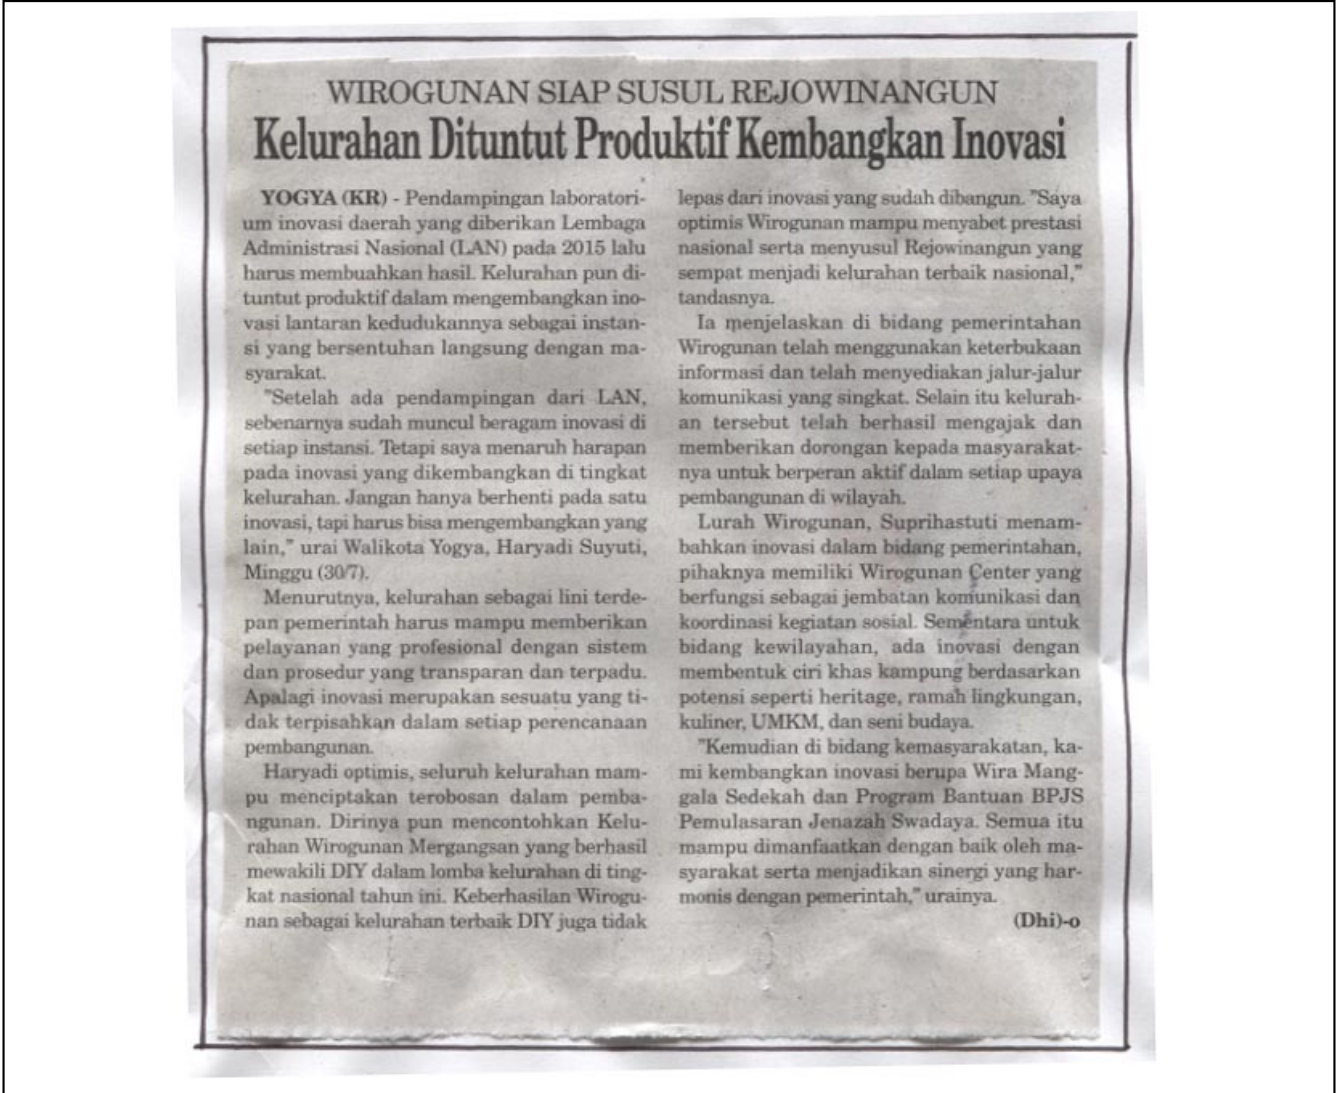 WIROGUNAN SIAP SUSUL REJOWINANGUN
Kelurahan Dituntut Produktif Kembangkan Inovasi
YOGYA (KR) - Pendampingan laboratori-
um inovasi daerah yang diberikan Lembaga
Administrasi Nasional (LAN) pada 2015 lalu
harus membuahkan hasil. Kelurahan pun di-
tuntut produktif dalam mengembangkan ino-
vasi lantaran kedudukannya sebagai instan-
si yang bersentuhan langsung dengan ma-
syarakat.
"Setelah ada pendampingan dari LAN,
sebenarnya sudah muncul beragam inovasi di
setiap instansi. Tetapi saya menaruh harapan
pada inovasi yang dikembangkan di tingkat
kelurahan. Jangan hanya berhenti pada satu
inovasi, tapi harus bisa mengembangkan yang
lain," urai Walikota Yogya, Haryadi Suyuti,
Minggu (30/7).
Menurutnya, kelurahan sebagai lini terde-
pan pemerintah harus mampu memberikan
pelayanan yang profesional dengan sistem
dan prosedur yang transparan dan terpadu.
Apalagi inovasi merupakan sesuatu yang ti-
dak terpisahkan dalam setiap perencanaan
pembangunan.
Haryadi optimis, seluruh kelurahan mam-
pu menciptakan terobosan dalam pemba-
ngunan. Dirinya pun mencontohkan Kelu-
rahan Wirogunan Mergangsan yang berhasil
mewakili DIY dalam lomba kelurahan di ting-
kat nasional tahun ini. Keberhasilan Wirogu-
nan sebagai kelurahan terbaik DIY juga tidak
lepas dari inovasi yang sudah dibangun. "Saya
optimis Wirogunan mampu menyabet prestasi
nasional serta menyusul Rejowinangun yang
sempat menjadi kelurahan terbaik nasional,"
tandasnya.
Ia menjelaskan di bidang pemerintahan
Wirogunan telah menggunakan keterbukaan
informasi dan telah menyediakan jalur-jalur
komunikasi yang singkat. Selain itu kelurah-
an tersebut telah berhasil mengajak dan
memberikan dorongan kepada masyarakat-
nya untuk berperan aktif dalam setiap upaya
pembangunan di wilayah.
Lurah Wirogunan, Suprihastuti menam-
bahkan inovasi dalam bidang pemerintahan,
pihaknya memiliki Wirogunan Center yang
berfungsi sebagai jembatan komunikasi dan
koordinasi kegiatan sosial. Sementara untuk
bidang kewilayahan, ada inovasi dengan
membentuk ciri khas kampung berdasarkan
potensi seperti heritage, ramah lingkungan,
kuliner, UMKM, dan seni budaya.
"Kemudian di bidang kemasyarakatan, ka-
mi kembangkan inovasi berupa Wira Mang-
gala Sedekah dan Program Bantuan BPJS
Pemulasaran Jenazah Swadaya. Semua itu
mampu dimanfaatkan dengan baik oleh ma-
syarakat serta menjadikan sinergi yang har-
monis dengan pemerintah," urainya.
(Dhi)-o